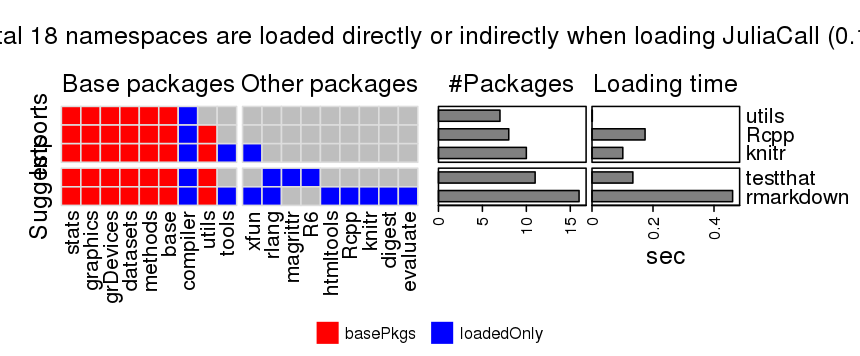 tal 18 namespaces are loaded directly or indirectly when loading JuliaCall (0.1
Base packages Other packages #Packages Loading time
Imports
Suggests
utils
Rcpp
knitr
testthat
rmarkdown
stats
graphics
grDevices
datasets
methods
base
compiler
utils
tools
xfun
rlang
magrittr
R6
htmltools
Rcpp
knitr
digest
evaluate
0 5 10 15
0 0.2 0.4
sec
basePkgs loadedOnly